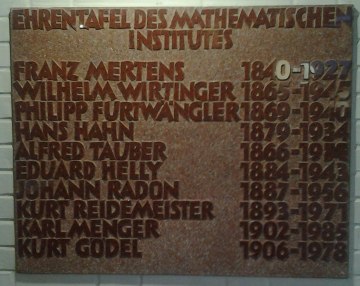 EHRENTAFEL DES MATHEMATISCHEN
INSTITUTES
FRANZ MERTENS 1840-1927
WILHELM WIRTINGER 1865-1945
PHILIPP FURTWÄNGLER 1869-1940
HANS HAHN 1879-1934
ALFRED TAUBER 1866-
EDUARD HELLY 1884-1943
JOHANN RADON 1887-1956
KURT REIDEMEISTER 1893-1971
KARL MENGER 1902-1985
KURT GÖDEL 1906-1978